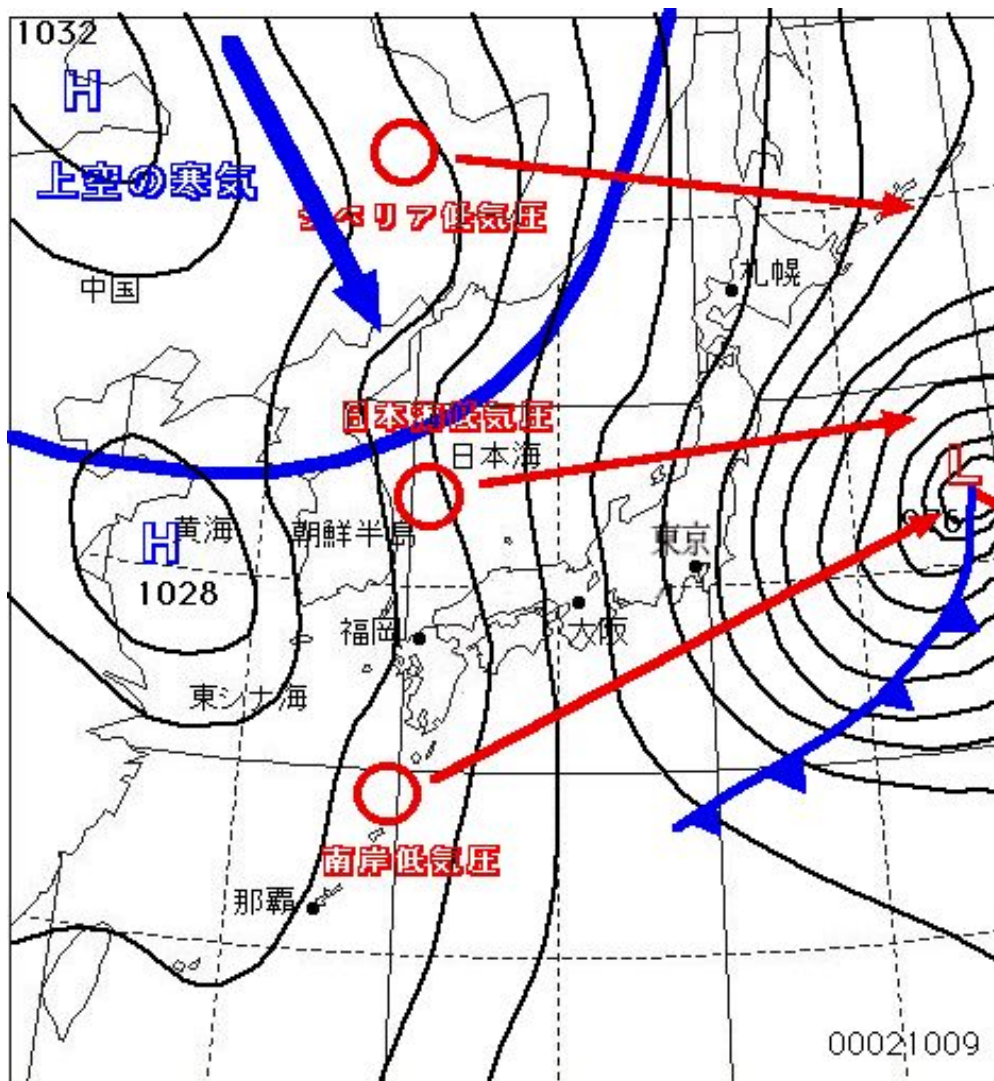 1032
H
上空の寒気
シベリア低気圧
中国
札幌
日本海低気圧
日本海
L
976
黄海
朝鮮半島
東京
H
1028
福岡
大阪
東シナ海
南岸低気圧
那覇
00021009